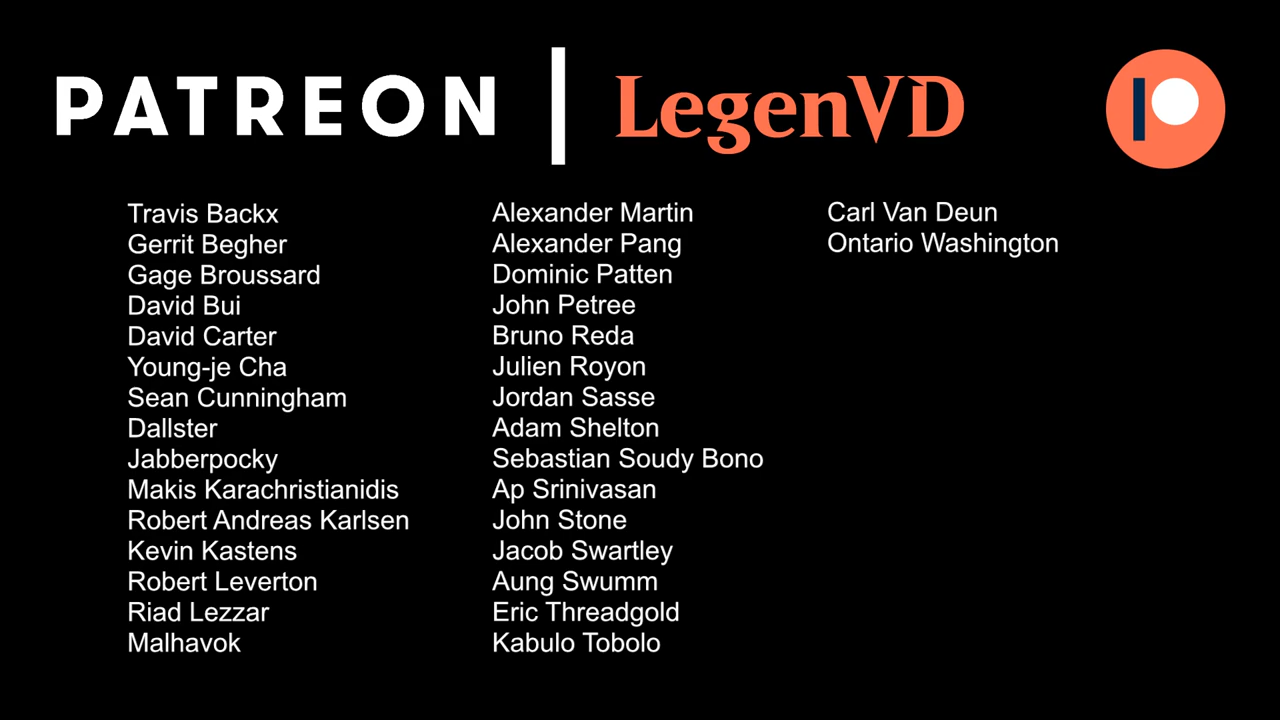 PATREON | LegenVD
Travis Backx
Gerrit Begher
Gage Broussard
David Bui
David Carter
Young-je Cha
Sean Cunningham
Dallster
Jabberpocky
Makis Karachristianidis
Robert Andreas Karlsen
Kevin Kastens
Robert Leverton
Riad Lezzar
Malhavok
Alexander Martin
Alexander Pang
Dominic Patten
John Petree
Bruno Reda
Julien Royon
Jordan Sasse
Adam Shelton
Sebastian Soudy Bono
Ap Srinivasan
John Stone
Jacob Swartley
Aung Swumm
Eric Threadgold
Kabulo Tobolo
Carl Van Deun
Ontario Washington